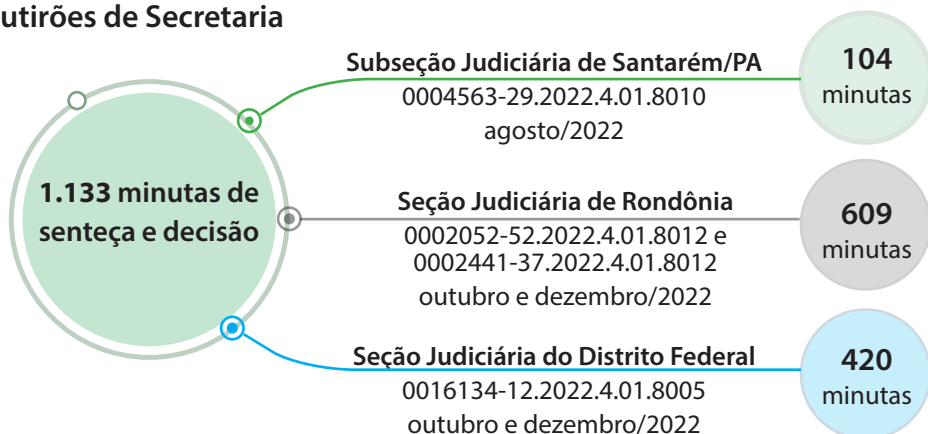 utirões de Secretaria
1.133 minutas de
senteça e decisão
Subseção Judiciária de Santarém/PA
0004563-29.2022.4.01.8010
agosto/2022
104
minutas
Seção Judiciária de Rondônia
0002052-52.2022.4.01.8012 e
0002441-37.2022.4.01.8012
outubro e dezembro/2022
609
minutas
Seção Judiciária do Distrito Federal
0016134-12.2022.4.01.8005
outubro e dezembro/2022
420
minutas